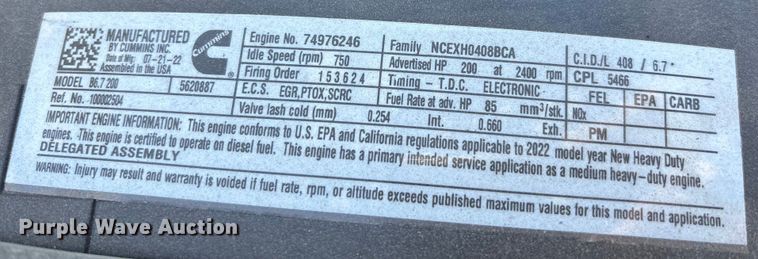 MANUFACTURED
BY CUMMINS INC.
Date of Mfg: 07-21-22
Assembled in the USA
Cummins
MODEL B6.7 200 5620887
Ref. No. 100002504
Engine No. 74976246
Idle Speed (rpm) 750
Firing Order 1 5 3 6 2 4
E.C.S. EGR,PTOX,SCRC
Valve lash cold (mm) 0.254 Int. 0.660 Exh.
Family NCEXH0408BCA
Advertised HP 200 at 2400 rpm
Timing - T.D.C. ELECTRONIC
Fuel Rate at adv. HP 85 mm³/stk.
C.I.D./L 408 / 6.7
CPL 5466
FEL EPA CARB
NOx
PM
IMPORTANT ENGINE INFORMATION: This engine conforms to U.S. EPA and California regulations applicable to 2022 model year New Heavy Duty
engines. This engine is certified to operate on diesel fuel. This engine has a primary intended service application as a medium heavy-duty engine.
DELEGATED ASSEMBLY
WARNING: Injury may result and warranty is voided if fuel rate, rpm, or altitude exceeds published maximum values for this model and application.
Purple Wave Auction